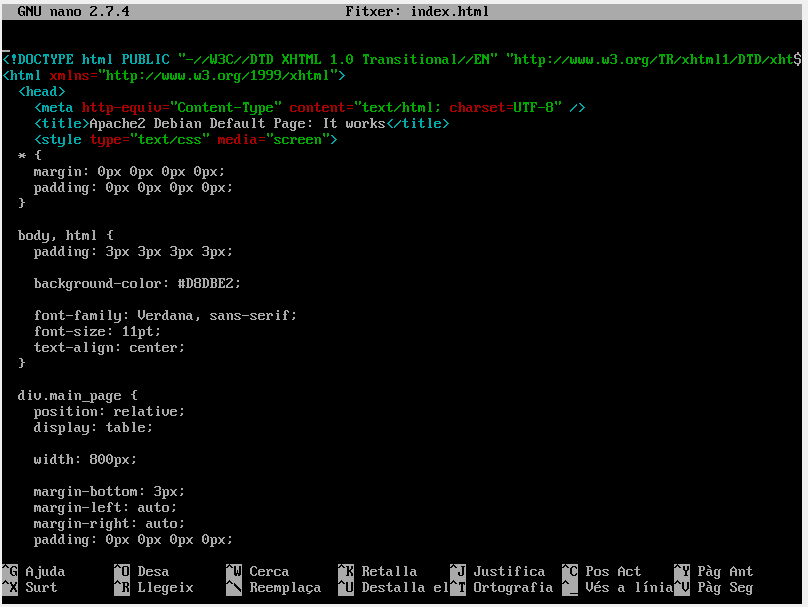 GNU nano 2.7.4 Fitxer: index.html
<!DOCTYPE html PUBLIC "-//W3C//DTD XHTML 1.0 Transitional//EN" "http://www.w3.org/TR/xhtml1/DTD/xht$
<html xmlns="http://www.w3.org/1999/xhtml">
  <head>
    <meta http-equiv="Content-Type" content="text/html; charset=UTF-8" />
    <title>Apache2 Debian Default Page: It works</title>
    <style type="text/css" media="screen">
  * {
    margin: 0px 0px 0px 0px;
    padding: 0px 0px 0px 0px;
  }
  body, html {
    padding: 3px 3px 3px 3px;
    background-color: #D8DBE2;
    font-family: Verdana, sans-serif;
    font-size: 11pt;
    text-align: center;
  }
  div.main_page {
    position: relative;
    display: table;
    width: 800px;
    margin-bottom: 3px;
    margin-left: auto;
    margin-right: auto;
    padding: 0px 0px 0px 0px;
^G Ajuda ^O Desa ^W Cerca ^K Retalla ^J Justifica ^C Pos Act ^Y Pàg Ant
^X Surt ^R Llegeix ^\ Reemplaça ^U Destalla el^T Ortografia ^_ Vés a línia^V Pàg Seg